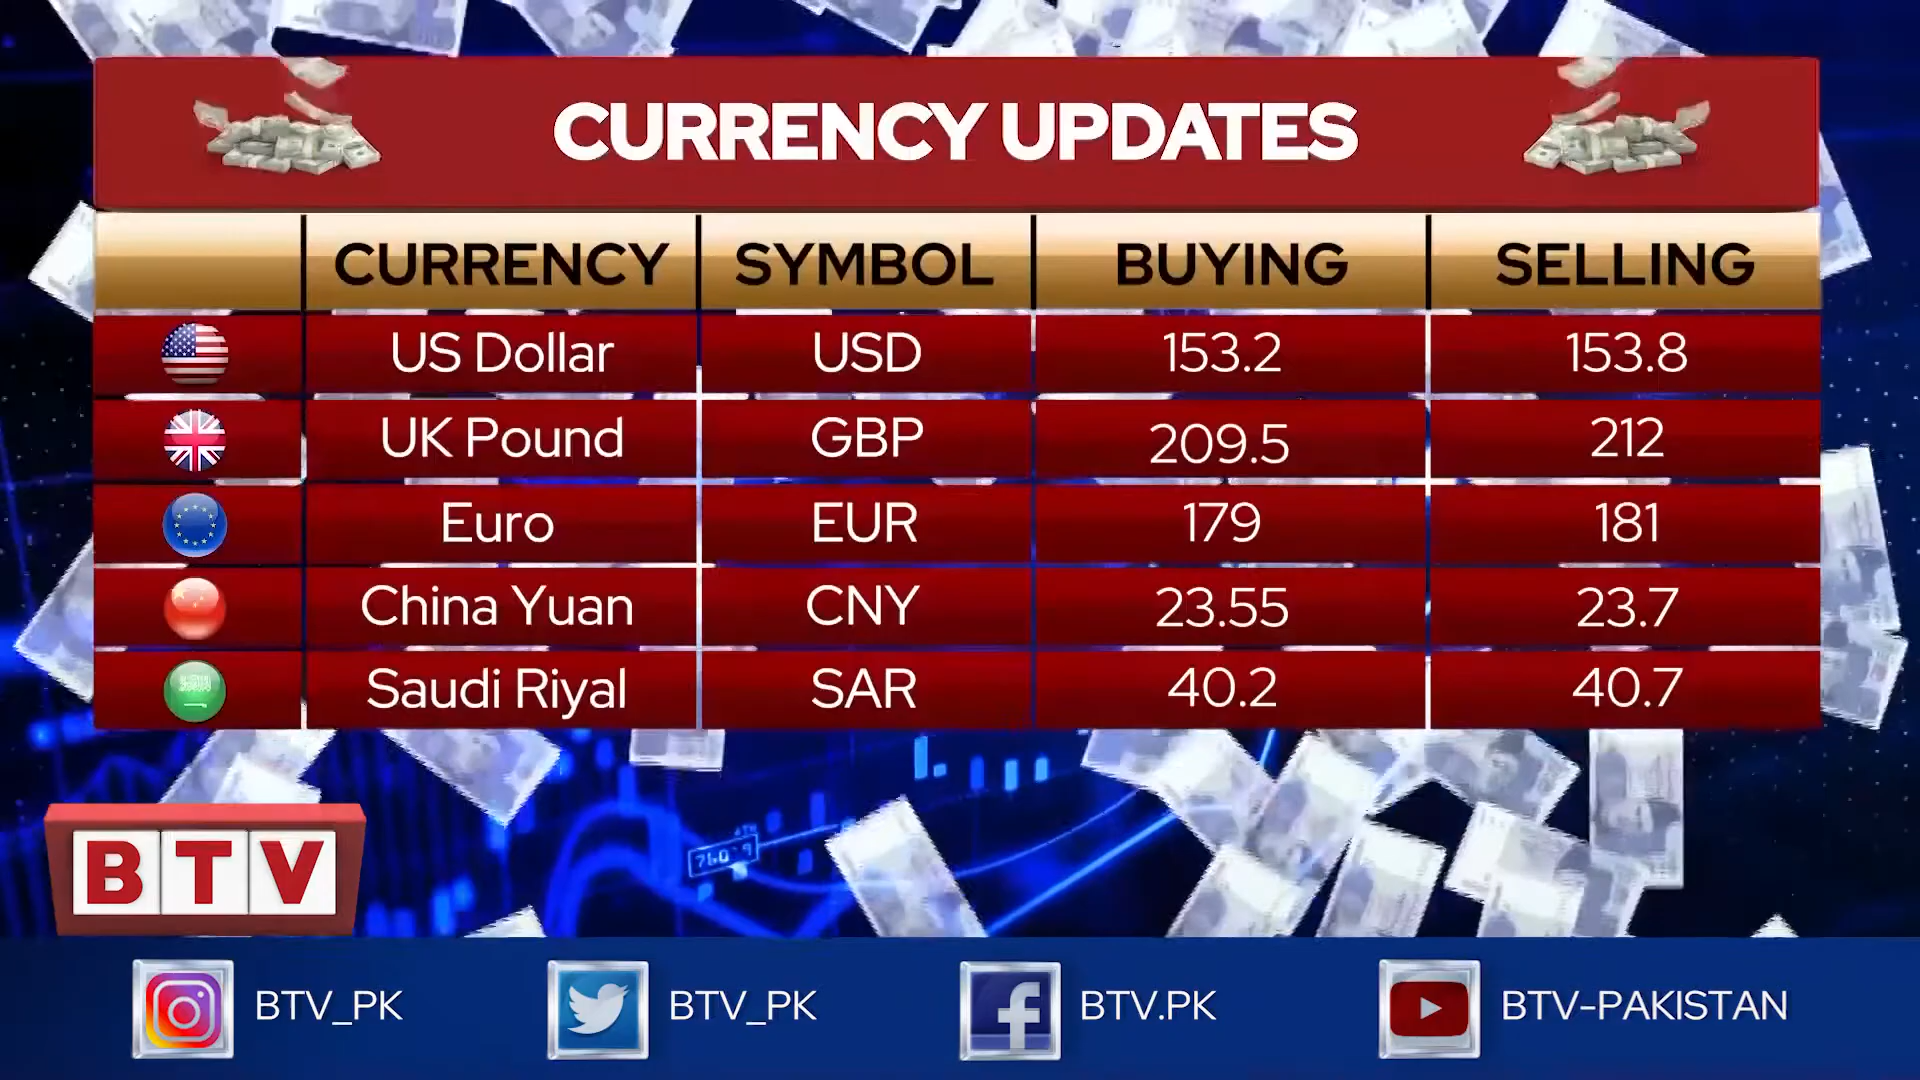 CURRENCY UPDATES
CURRENCY SYMBOL BUYING SELLING
US Dollar USD 153.2 153.8
UK Pound GBP 209.5 212
Euro EUR 179 181
China Yuan CNY 23.55 23.7
Saudi Riyal SAR 40.2 40.7
BTV
BTV_PK BTV_PK BTV.PK BTV-PAKISTAN